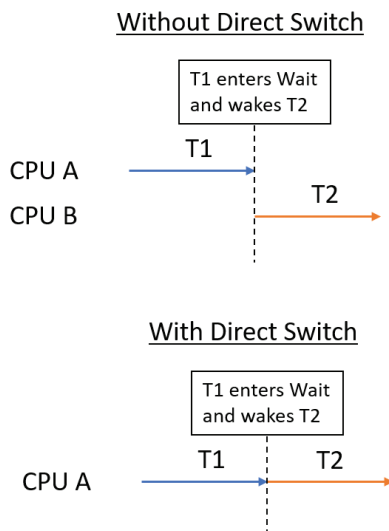 Without Direct Switch
T1 enters Wait
and wakes T2
T1
CPU A
T2
CPU B
With Direct Switch
T1 enters Wait
and wakes T2
T1 T2
CPU A